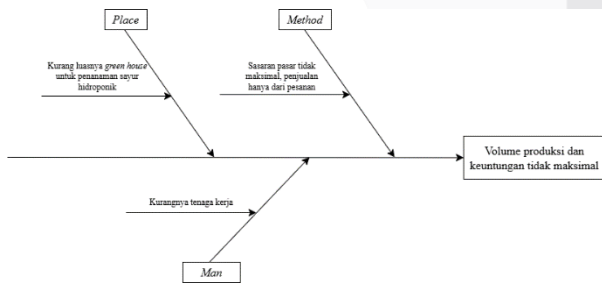 Place
Method
Kurang luasnya green house
untuk penanaman sayur
hidroponik
Sasaran pasar tidak
maksimal, penjualan
hanya dari pesanan
Volume produksi dan
keuntungan tidak maksimal
Kurangnya tenaga kerja
Man